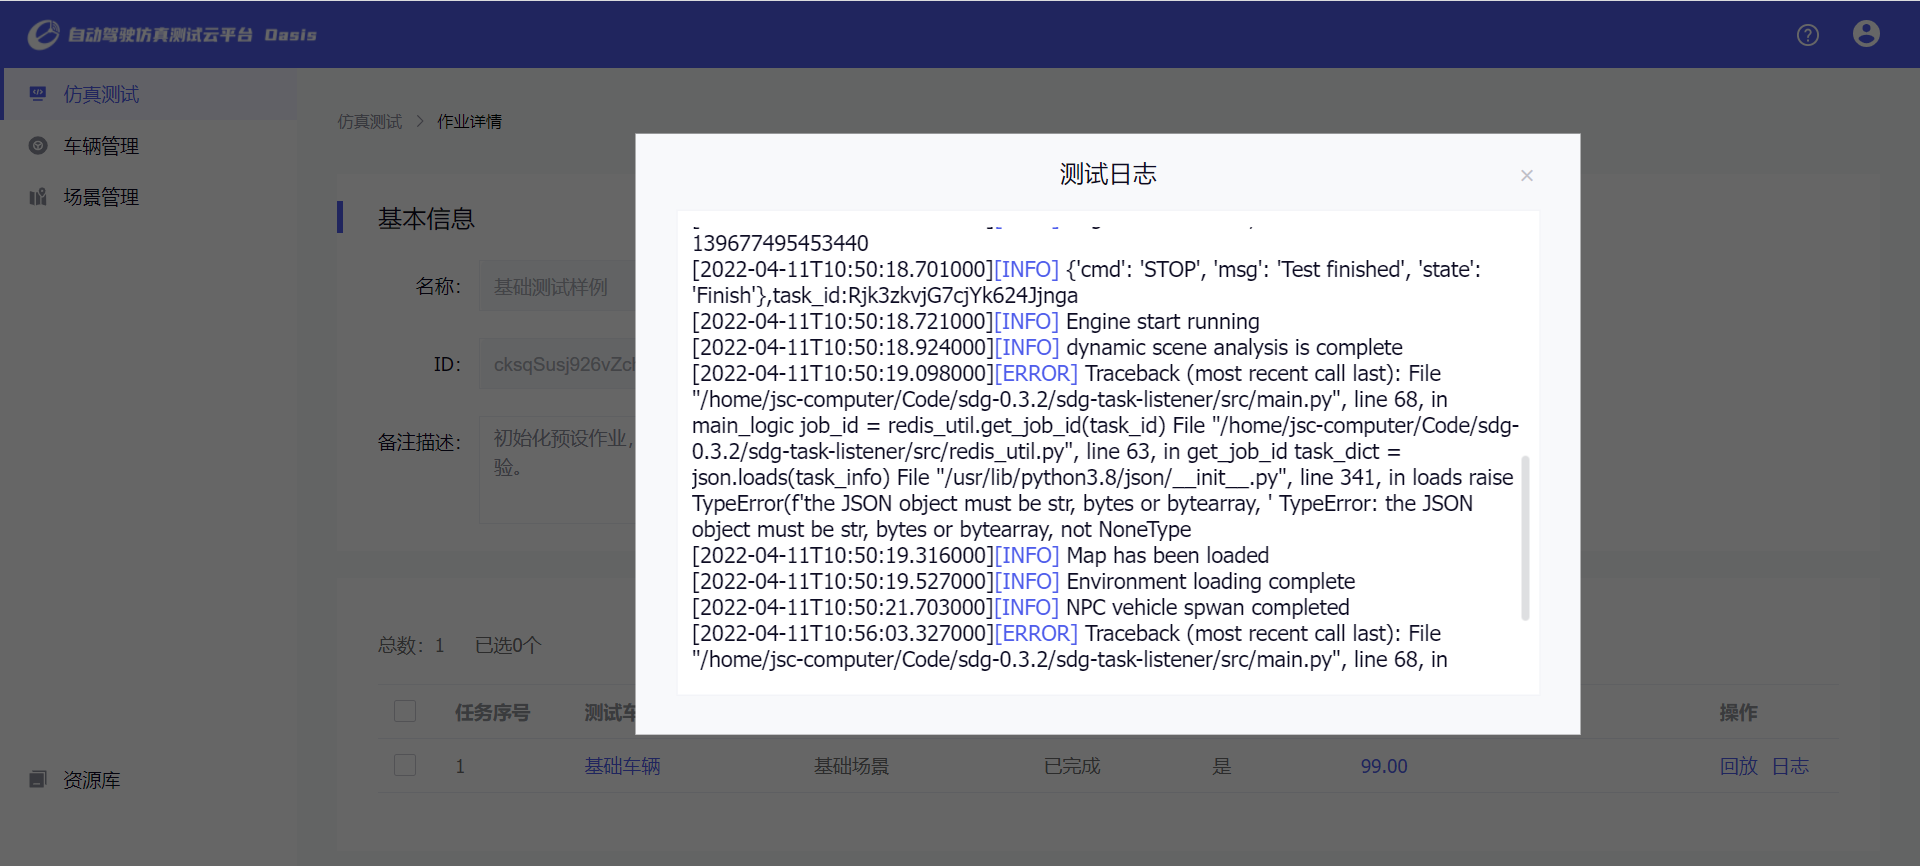 自动驾驶仿真测试云平台 Oasis
仿真测试
车辆管理
场景管理
资源库
仿真测试 > 作业详情
基本信息
名称：
基础测试样例
ID：
cksqSusj926vZcl
备注描述：
初始化预设作业，
验。
总数：1 已选0个
任务序号 测试车 操作
1 基础车辆 基础场景 已完成 是 99.00 回放 日志
测试日志
139677495453440
[2022-04-11T10:50:18.701000][INFO] {'cmd': 'STOP', 'msg': 'Test finished', 'state':
'Finish'},task_id:Rjk3zkvjG7cjYk624Jjnga
[2022-04-11T10:50:18.721000][INFO] Engine start running
[2022-04-11T10:50:18.924000][INFO] dynamic scene analysis is complete
[2022-04-11T10:50:19.098000][ERROR] Traceback (most recent call last): File
"/home/jsc-computer/Code/sdg-0.3.2/sdg-task-listener/src/main.py", line 68, in
main_logic job_id = redis_util.get_job_id(task_id) File "/home/jsc-computer/Code/sdg-
0.3.2/sdg-task-listener/src/redis_util.py", line 63, in get_job_id task_dict =
json.loads(task_info) File "/usr/lib/python3.8/json/__init__.py", line 341, in loads raise
TypeError(f'the JSON object must be str, bytes or bytearray, ' TypeError: the JSON
object must be str, bytes or bytearray, not NoneType
[2022-04-11T10:50:19.316000][INFO] Map has been loaded
[2022-04-11T10:50:19.527000][INFO] Environment loading complete
[2022-04-11T10:50:21.703000][INFO] NPC vehicle spwan completed
[2022-04-11T10:56:03.327000][ERROR] Traceback (most recent call last): File
"/home/jsc-computer/Code/sdg-0.3.2/sdg-task-listener/src/main.py", line 68, in